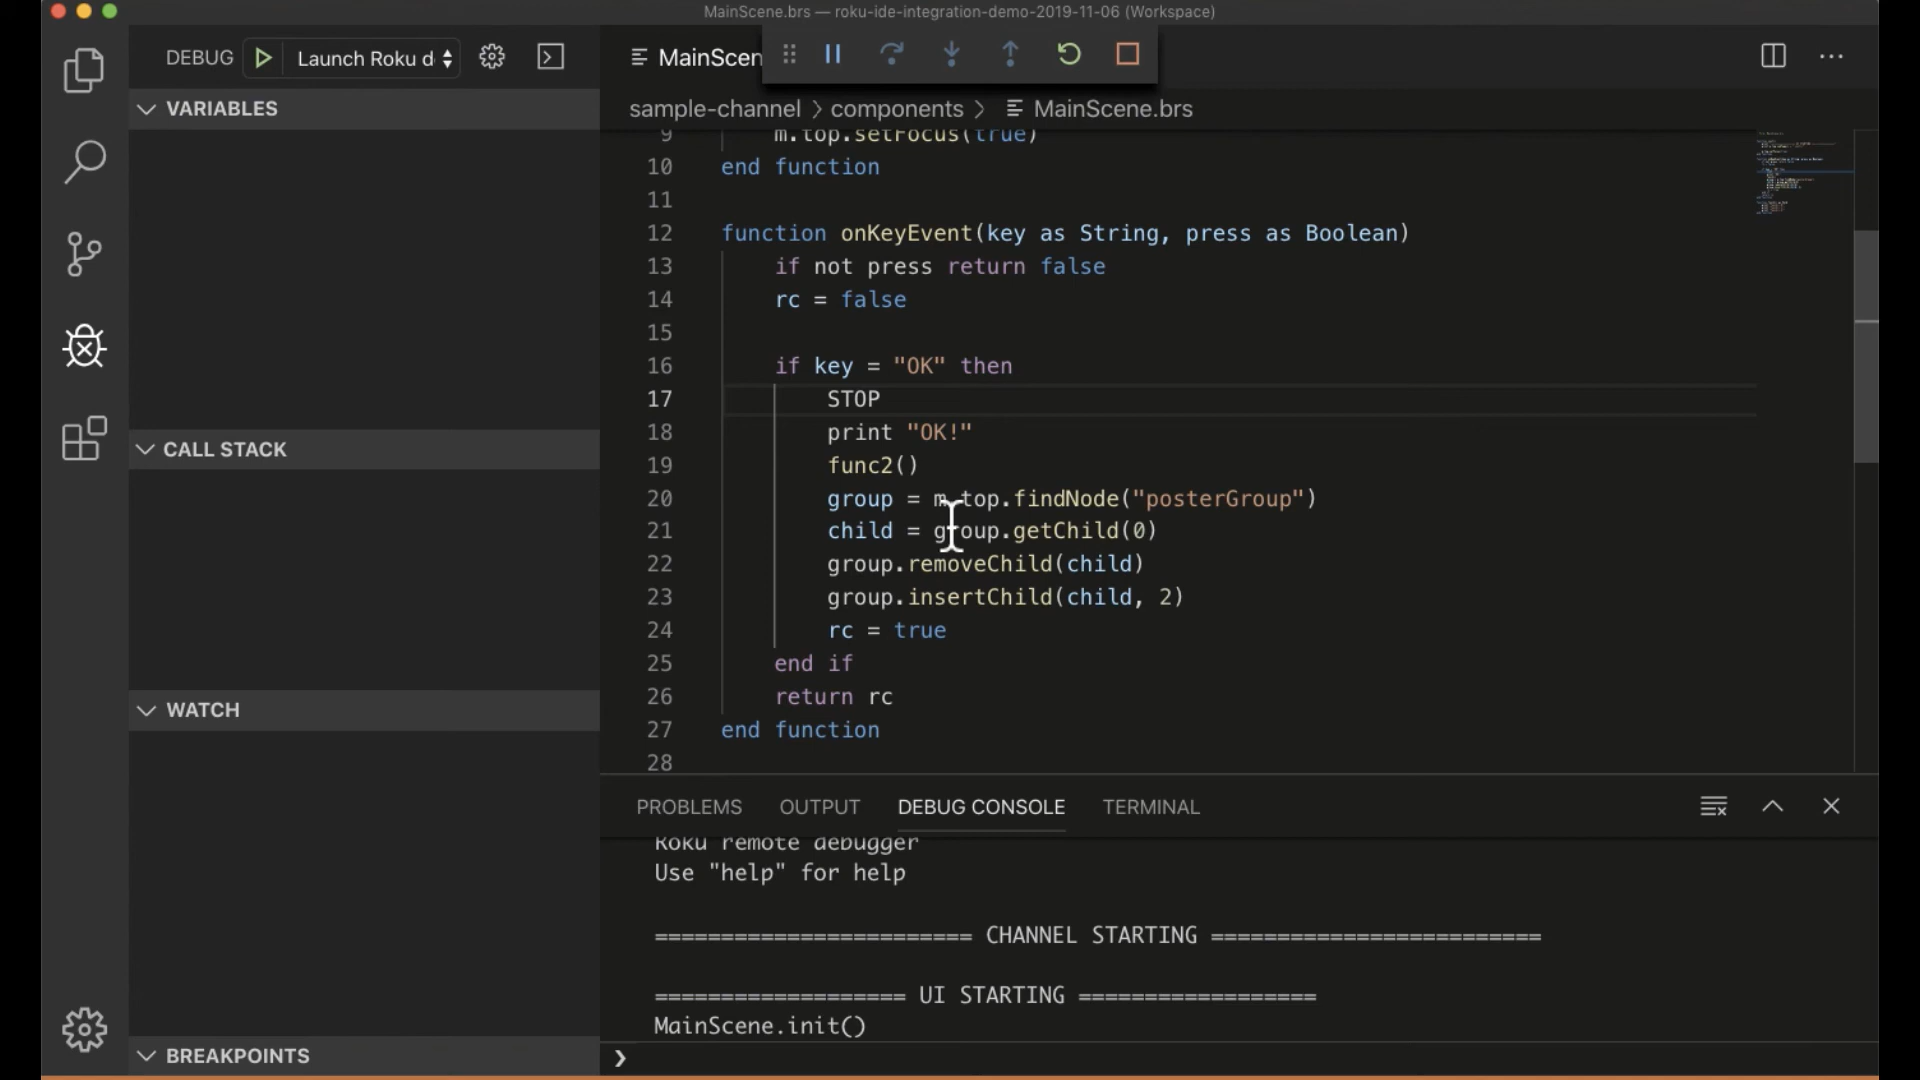 MainScene.brs — roku-ide-integration-demo-2019-11-06 (Workspace)
DEBUG
Launch Roku d
VARIABLES
CALL STACK
WATCH
BREAKPOINTS
MainScen
sample-channel > components > MainScene.brs
9 m.top.setFocus(true)
10 end function
11
12 function onKeyEvent(key as String, press as Boolean)
13 if not press return false
14 rc = false
15
16 if key = "OK" then
17 STOP
18 print "OK!"
19 func2()
20 group = m.top.findNode("posterGroup")
21 child = group.getChild(0)
22 group.removeChild(child)
23 group.insertChild(child, 2)
24 rc = true
25 end if
26 return rc
27 end function
28
PROBLEMS OUTPUT DEBUG CONSOLE TERMINAL
Roku remote debugger
Use "help" for help
======================== CHANNEL STARTING =========================
=================== UI STARTING ==================
MainScene.init()